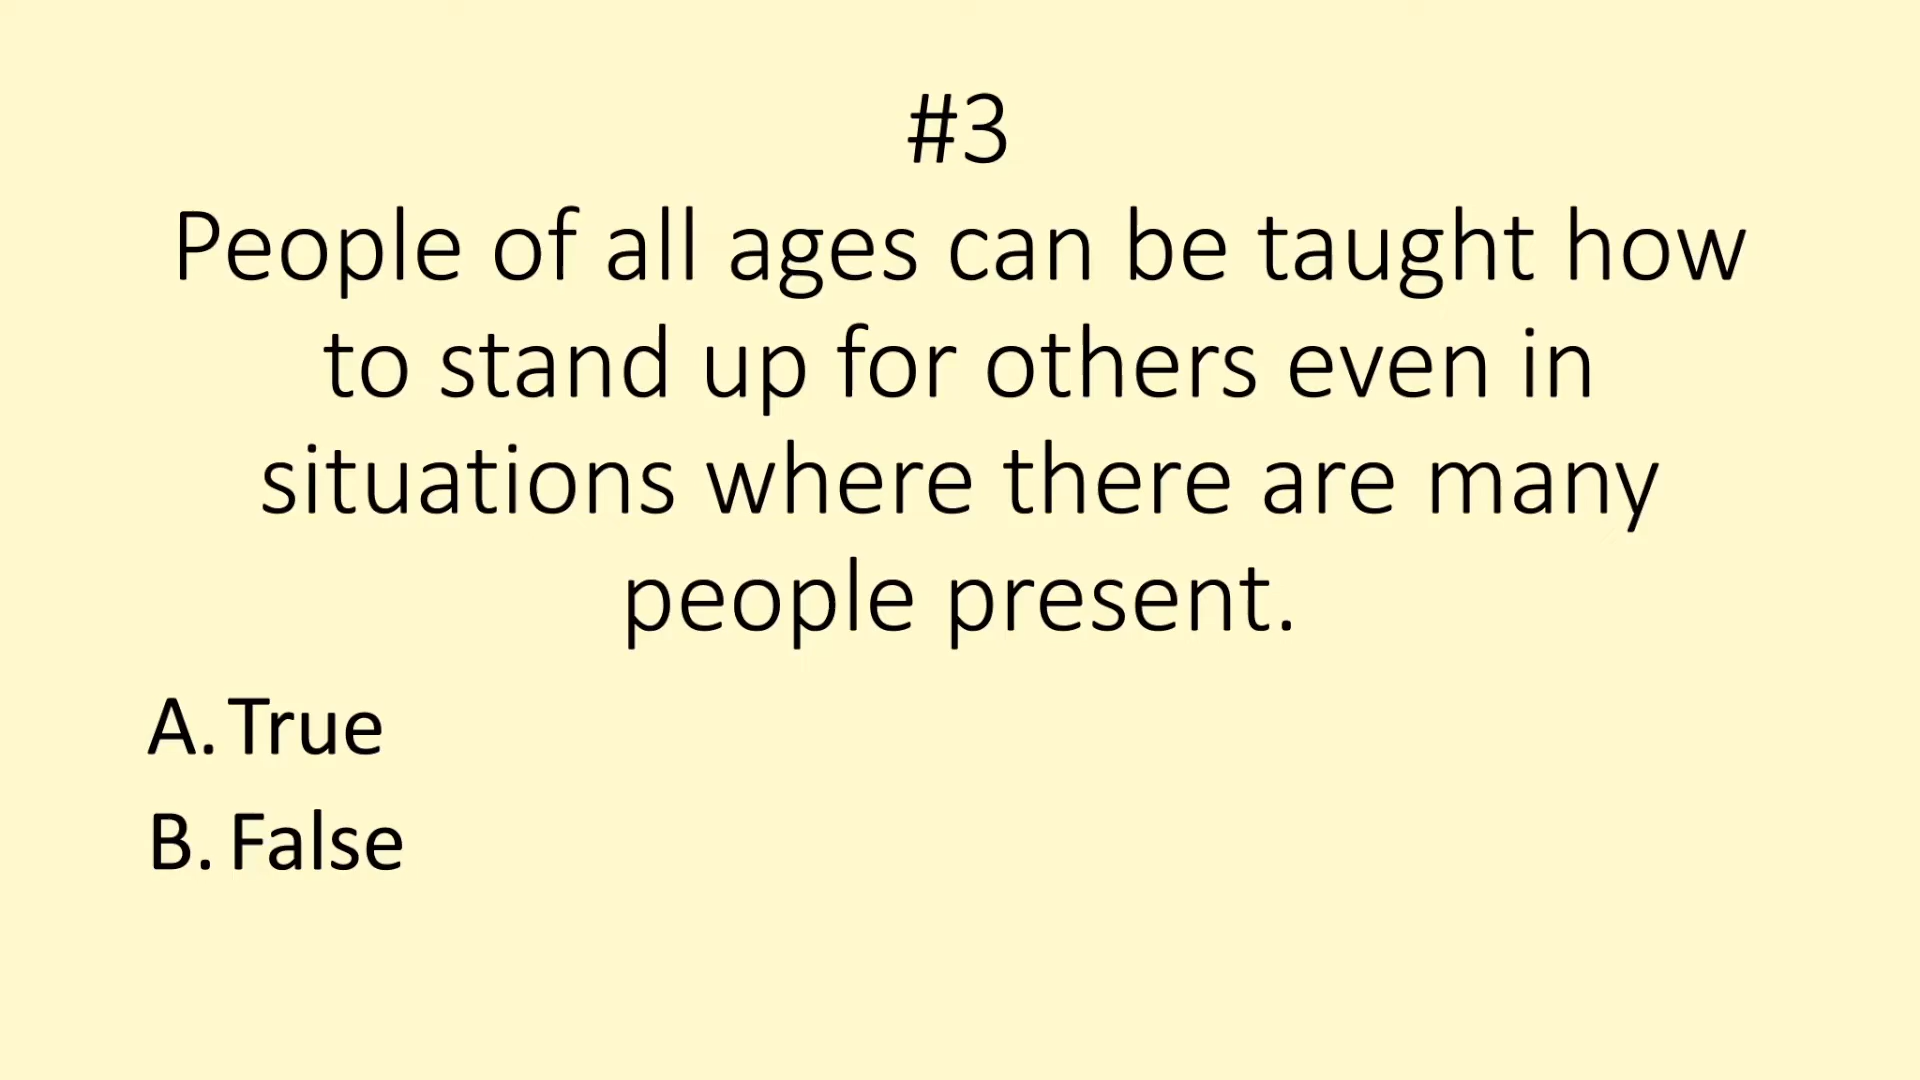 #3
People of all ages can be taught how
to stand up for others even in
situations where there are many
people present.
A. True
B. False